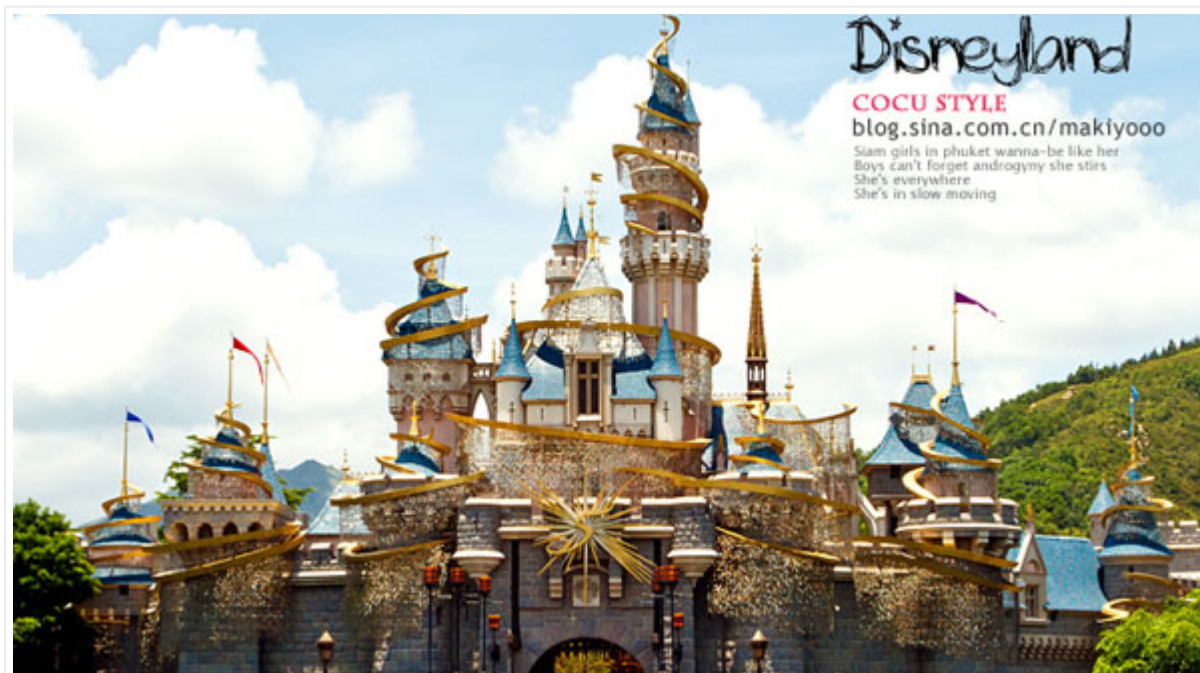 Disneyland
COCU STYLE
blog.sina.com.cn/makiyooo
Siam girls in phuket wanna-be like her
Boys can't forget androgyny she stirs
She's everywhere
She's in slow moving